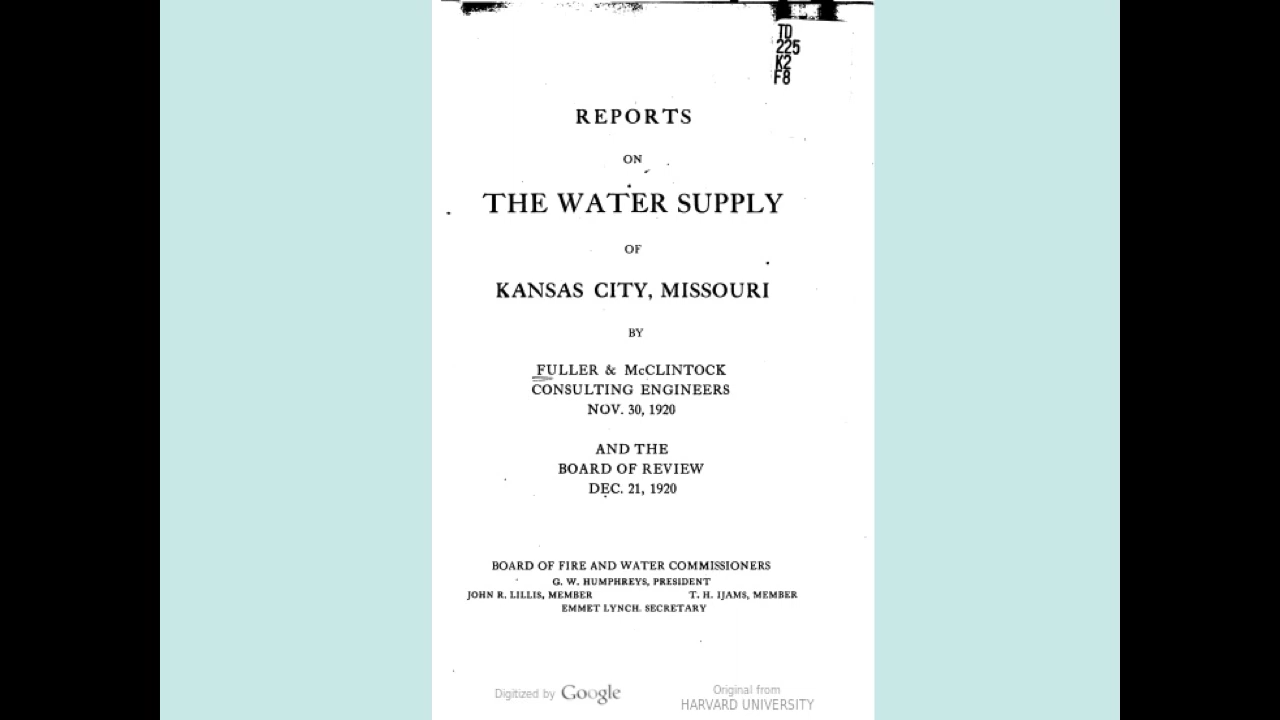 TD
225
K2
F8
REPORTS
ON
THE WATER SUPPLY
OF
KANSAS CITY, MISSOURI
BY
FULLER & McCLINTOCK
CONSULTING ENGINEERS
NOV. 30, 1920
AND THE
BOARD OF REVIEW
DEC. 21, 1920
BOARD OF FIRE AND WATER COMMISSIONERS
G. W. HUMPHREYS, PRESIDENT
JOHN R. LILLIS, MEMBER T. H. IJAMS, MEMBER
EMMET LYNCH. SECRETARY
Digitized by Google
Original from
HARVARD UNIVERSITY